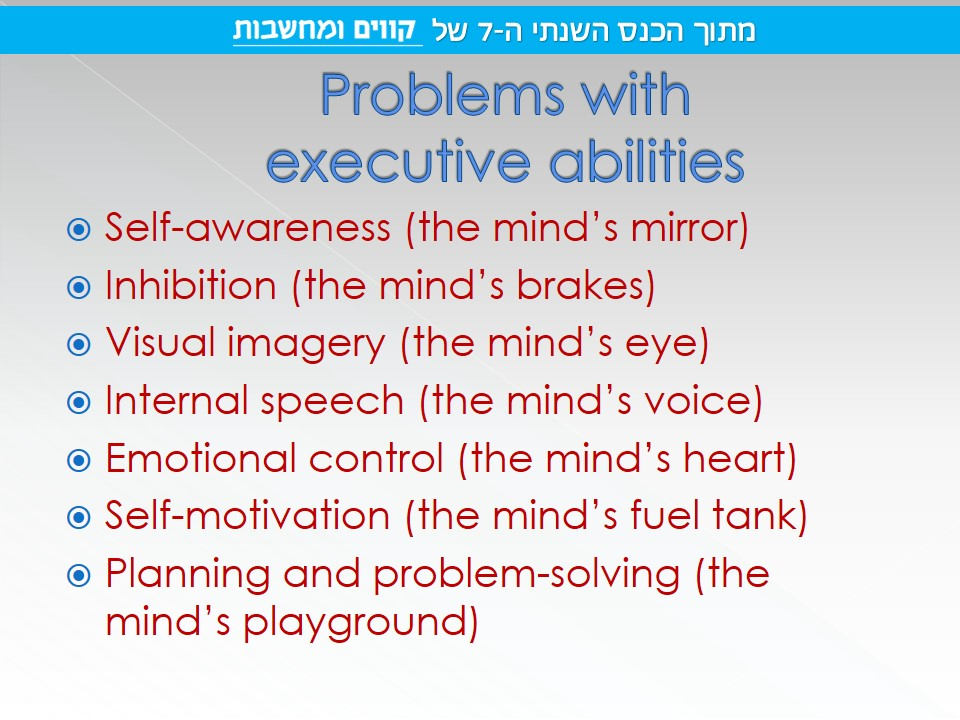 מתוך הכנס השנתי ה-7 של קווים ומחשבות
Problems with
executive abilities
Self-awareness (the mind’s mirror)
Inhibition (the mind’s brakes)
Visual imagery (the mind’s eye)
Internal speech (the mind’s voice)
Emotional control (the mind’s heart)
Self-motivation (the mind’s fuel tank)
Planning and problem-solving (the
mind’s playground)